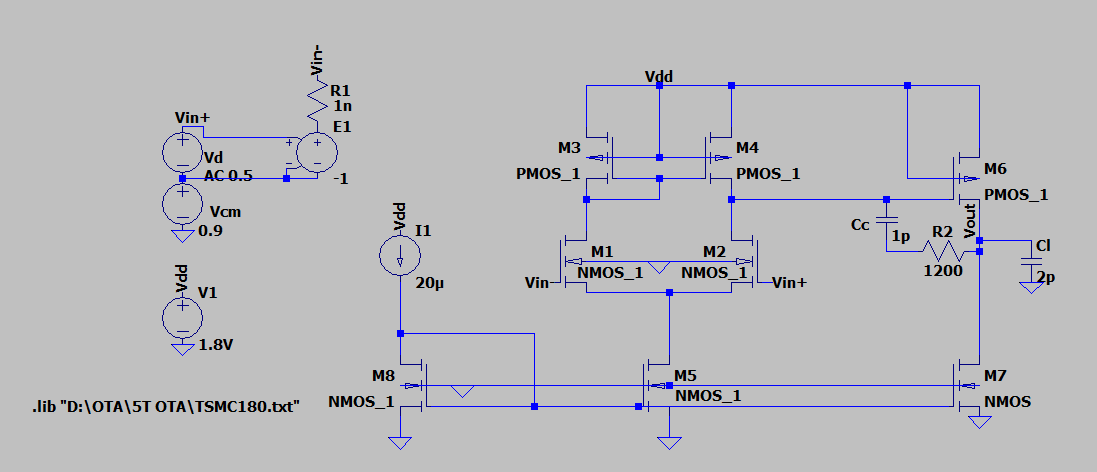 Vin-
R1
1n
Vin+
E1
Vd
AC 0.5
-1
Vcm
0.9
Vdd
V1
1.8V
.lib "D:\OTA\5T OTA\TSMC180.txt"
Vdd
I1
20µ
M8
NMOS_1
Vdd
M3
PMOS_1
M4
PMOS_1
M6
PMOS_1
M1
NMOS_1
M2
NMOS_1
Vin-
Vin+
Cc
1p
R2
1200
Vout
Cl
2p
M5
NMOS_1
M7
NMOS